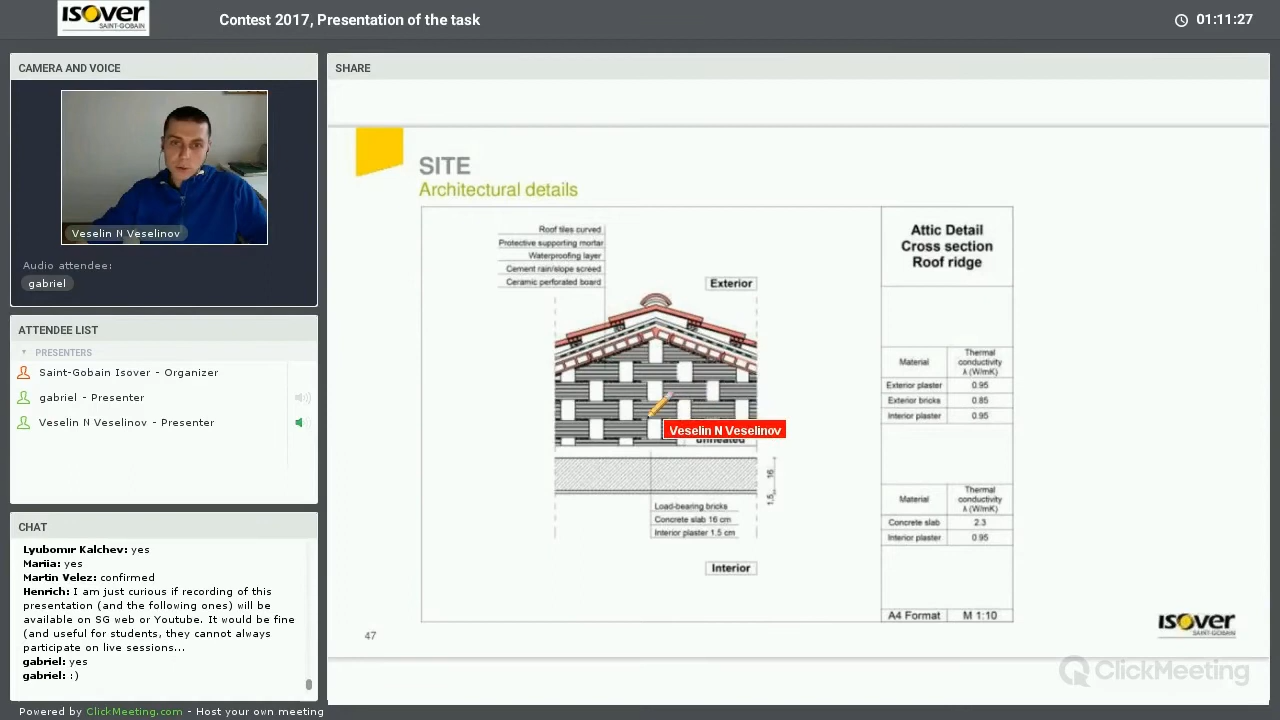 isover
SAINT-GOBAIN
Contest 2017, Presentation of the task
01:11:27
CAMERA AND VOICE
Veselin N Veselinov
Audio attendee:
gabriel
ATTENDEE LIST
PRESENTERS
Saint-Gobain Isover - Organizer
gabriel - Presenter
Veselin N Veselinov - Presenter
CHAT
Lyubomir Kalchev: yes
Mariia: yes
Martin Velez: confirmed
Henrich: I am just curious if recording of this
presentation (and the following ones) will be
available on SG web or Youtube. It would be fine
(and useful for students, they cannot always
participate on live sessions...
gabriel: yes
gabriel: :)
Powered by ClickMeeting.com - Host your own meeting
SHARE
SITE
Architectural details
Roof tiles curved
Protective supporting mortar
Waterproofing layer
Cement rain/slope screed
Ceramic perforated board
Exterior
Veselin N Veselinov
unheated
16
1.5
Load-bearing bricks
Concrete slab 16 cm
Interior plaster 1.5 cm
Interior
Attic Detail
Cross section
Roof ridge
Material Thermal conductivity λ (W/mK)
Exterior plaster 0.95
Exterior bricks 0.85
Interior plaster 0.95
Material Thermal conductivity λ (W/mK)
Concrete slab 2.3
Interior plaster 0.95
A4 Format M 1:10
47
isover
SAINT-GOBAIN
ClickMeeting